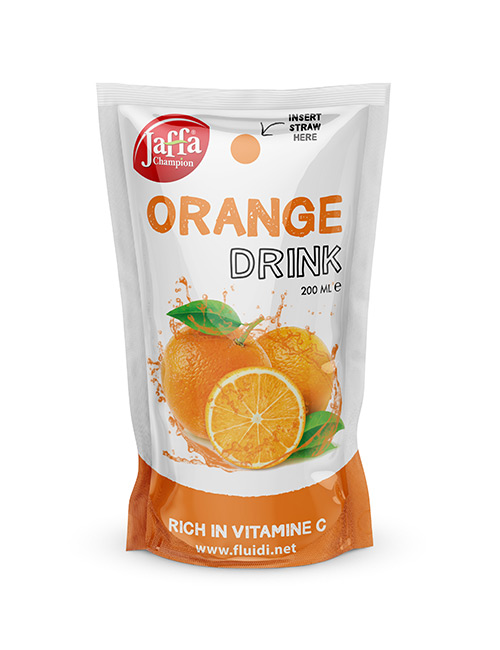 Jaffa
Champion
INSERT
STRAW
HERE
ORANGE
DRINK
200 ML ℮
RICH IN VITAMINE C
www.fluidi.net